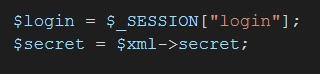 $login = $_SESSION["login"];
$secret = $xml->secret;